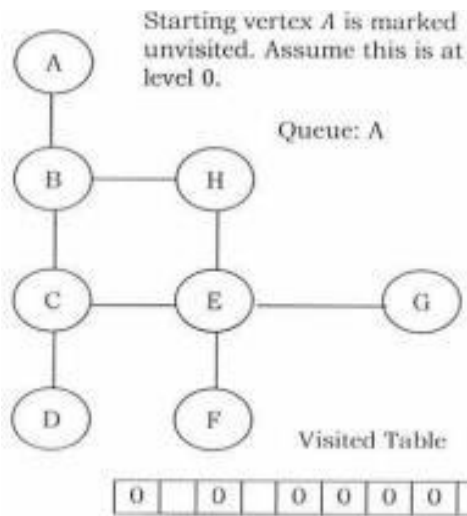 Starting vertex A is marked
unvisited. Assume this is at
level 0.
A
Queue: A
B
H
C
E
G
D
F
Visited Table
0 0 0 0 0 0